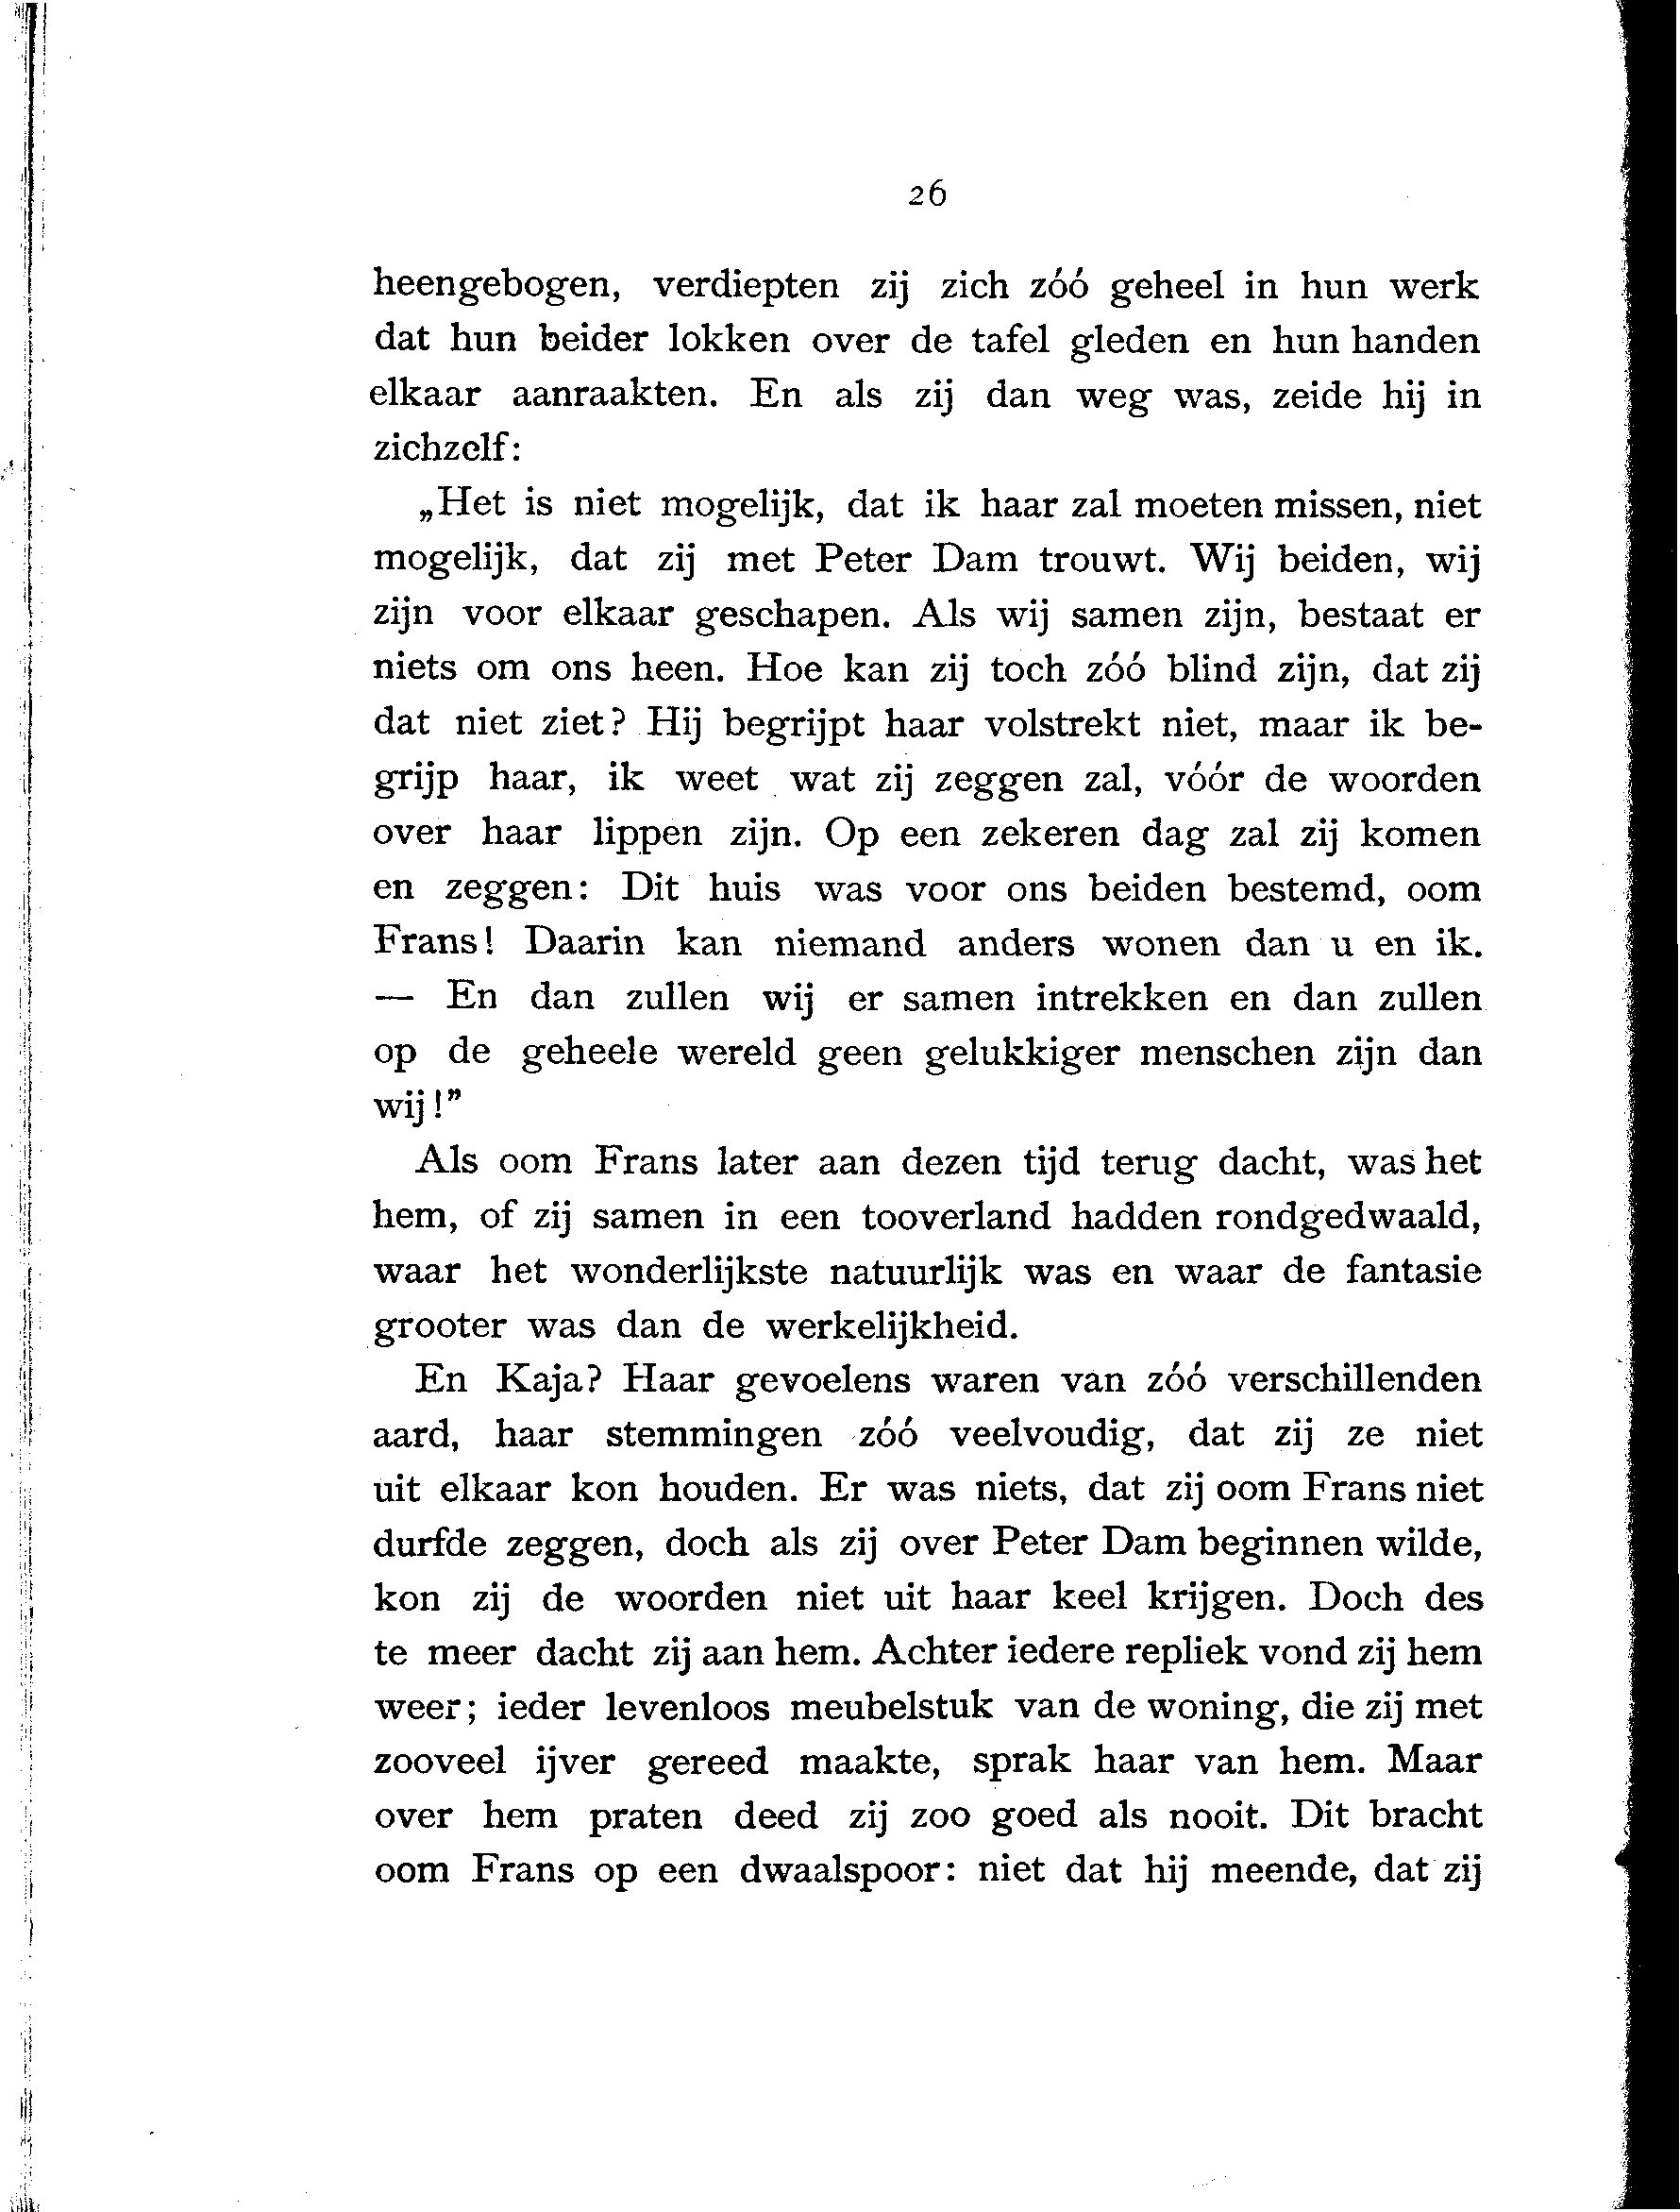 26
heengebogen, verdiepten zij zich zóó geheel in hun werk
dat hun beider lokken over de tafel gleden en hun handen
elkaar aanraakten. En als zij dan weg was, zeide hij in
zichzelf:
„Het is niet mogelijk, dat ik haar zal moeten missen, niet
mogelijk, dat zij met Peter Dam trouwt. Wij beiden, wij
zijn voor elkaar geschapen. Als wij samen zijn, bestaat er
niets om ons heen. Hoe kan zij toch zóó blind zijn, dat zij
dat niet ziet? Hij begrijpt haar volstrekt niet, maar ik be-
grijp haar, ik weet wat zij zeggen zal, vóór de woorden
over haar lippen zijn. Op een zekeren dag zal zij komen
en zeggen: Dit huis was voor ons beiden bestemd, oom
Frans! Daarin kan niemand anders wonen dan u en ik.
— En dan zullen wij er samen intrekken en dan zullen
op de geheele wereld geen gelukkiger menschen zijn dan
wij!”
Als oom Frans later aan dezen tijd terug dacht, was het
hem, of zij samen in een tooverland hadden rondgedwaald,
waar het wonderlijkste natuurlijk was en waar de fantasie
grooter was dan de werkelijkheid.
En Kaja? Haar gevoelens waren van zóó verschillenden
aard, haar stemmingen zóó veelvoudig, dat zij ze niet
uit elkaar kon houden. Er was niets, dat zij oom Frans niet
durfde zeggen, doch als zij over Peter Dam beginnen wilde,
kon zij de woorden niet uit haar keel krijgen. Doch des
te meer dacht zij aan hem. Achter iedere repliek vond zij hem
weer; ieder levenloos meubelstuk van de woning, die zij met
zooveel ijver gereed maakte, sprak haar van hem. Maar
over hem praten deed zij zoo goed als nooit. Dit bracht
oom Frans op een dwaalspoor: niet dat hij meende, dat zij